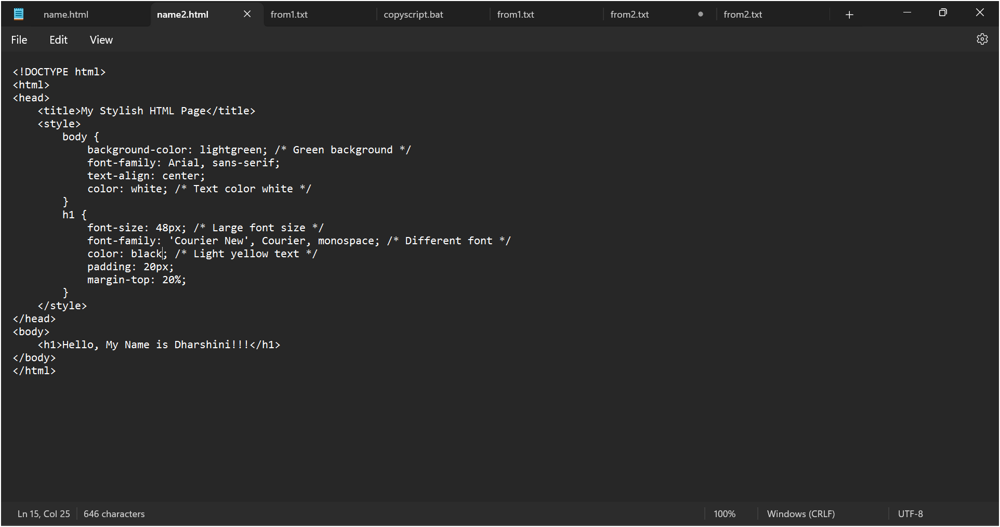 name.html
name2.html
from1.txt
copyscript.bat
from1.txt
from2.txt
from2.txt
File Edit View
<!DOCTYPE html>
<html>
<head>
    <title>My Stylish HTML Page</title>
    <style>
        body {
            background-color: lightgreen; /* Green background */
            font-family: Arial, sans-serif;
            text-align: center;
            color: white; /* Text color white */
        }
        h1 {
            font-size: 48px; /* Large font size */
            font-family: 'Courier New', Courier, monospace; /* Different font */
            color: black; /* Light yellow text */
            padding: 20px;
            margin-top: 20%;
        }
    </style>
</head>
<body>
    <h1>Hello, My Name is Dharshini!!!</h1>
</body>
</html>
Ln 15, Col 25
646 characters
100%
Windows (CRLF)
UTF-8